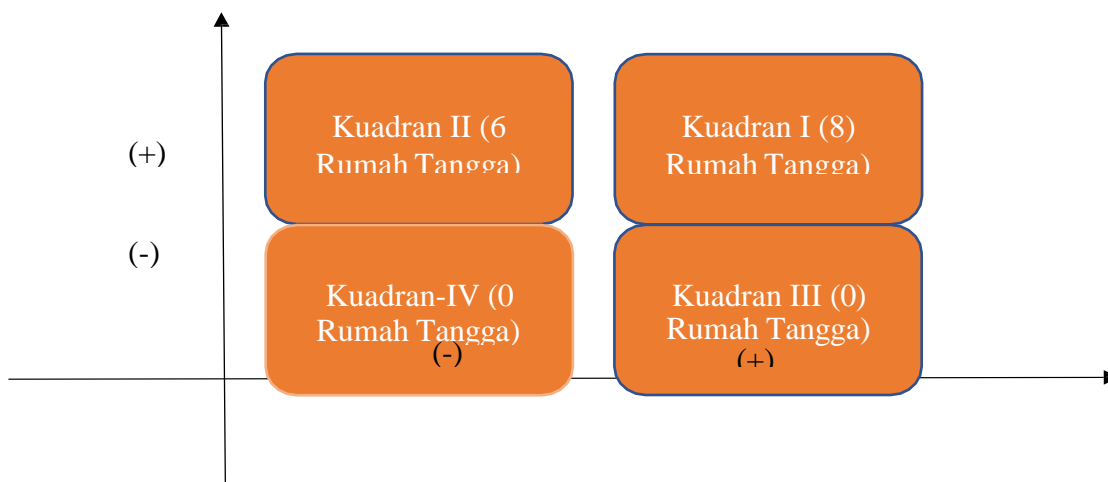 Kuadran II (6
Rumah Tangga)
Kuadran I (8)
Rumah Tangga)
(+)
(-)
Kuadran-IV (0
Rumah Tangga)
(-)
Kuadran III (0)
Rumah Tangga)
(+)